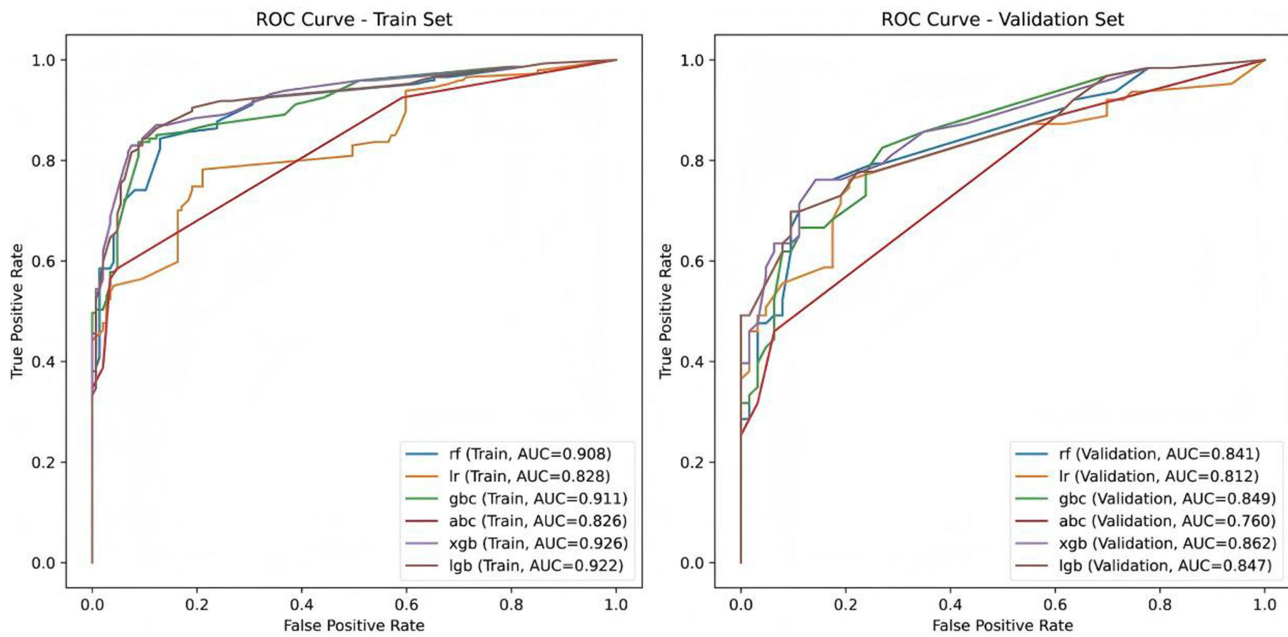 ROC Curve - Train Set
1.0
0.8
0.6
0.4
0.2
0.0
True Positive Rate
0.0 0.2 0.4 0.6 0.8 1.0
False Positive Rate
rf (Train, AUC=0.908)
lr (Train, AUC=0.828)
gbc (Train, AUC=0.911)
abc (Train, AUC=0.826)
xgb (Train, AUC=0.926)
lgb (Train, AUC=0.922)
ROC Curve - Validation Set
1.0
0.8
0.6
0.4
0.2
0.0
True Positive Rate
0.0 0.2 0.4 0.6 0.8 1.0
False Positive Rate
rf (Validation, AUC=0.841)
lr (Validation, AUC=0.812)
gbc (Validation, AUC=0.849)
abc (Validation, AUC=0.760)
xgb (Validation, AUC=0.862)
lgb (Validation, AUC=0.847)